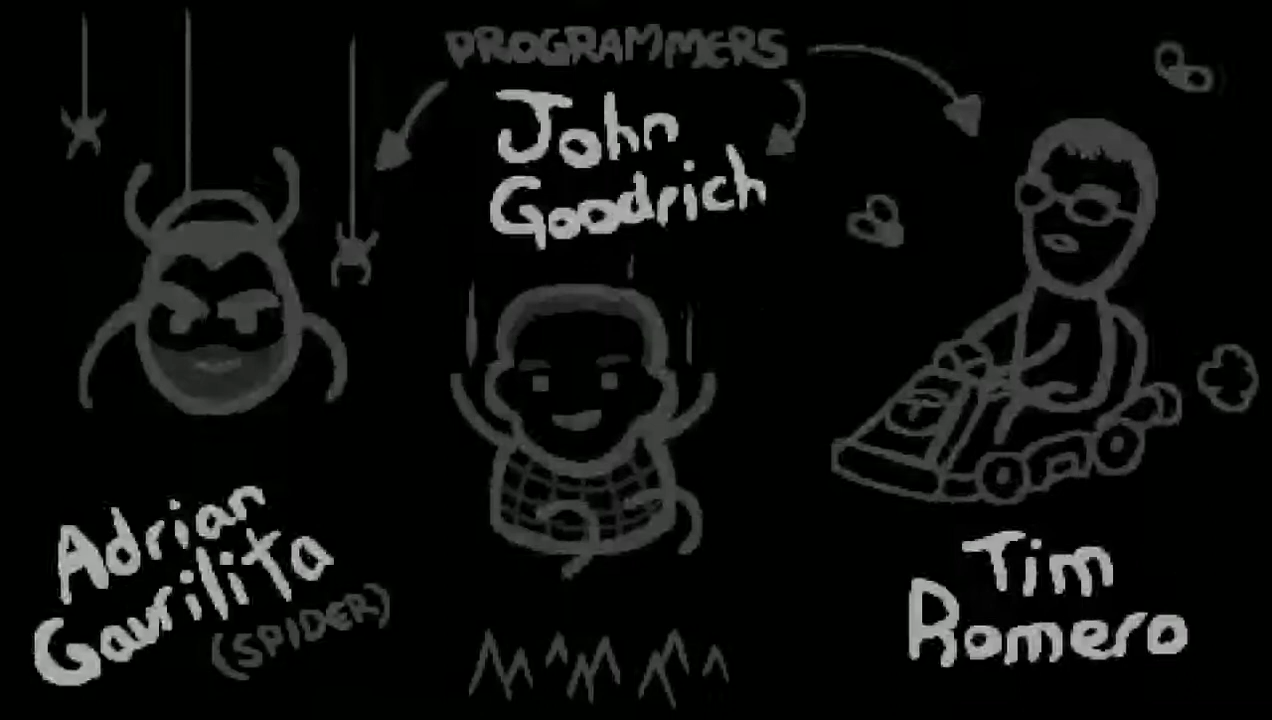 PROGRAMMERS
John
Goodrich
Adrian
Gavrilita
(SPIDER)
Tim
Romero